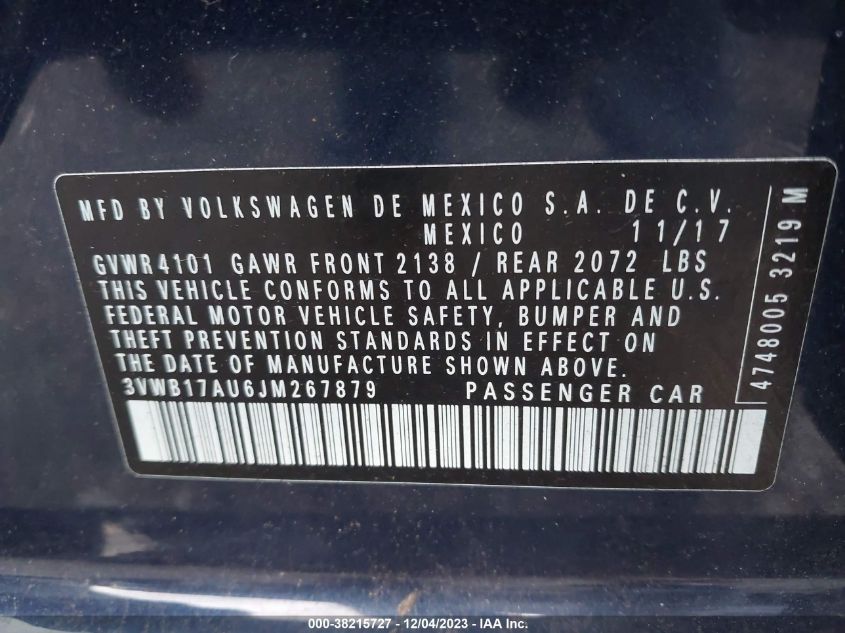 MFD BY VOLKSWAGEN DE MEXICO S.A. DE C.V.
MEXICO 11/17
GVWR4101 GAWR FRONT 2138 / REAR 2072 LBS
THIS VEHICLE CONFORMS TO ALL APPLICABLE U.S.
FEDERAL MOTOR VEHICLE SAFETY, BUMPER AND
THEFT PREVENTION STANDARDS IN EFFECT ON
THE DATE OF MANUFACTURE SHOWN ABOVE.
3VWB17AU6JM267879 PASSENGER CAR
4748005 3219 M
000-38215727 - 12/04/2023 - IAA Inc.